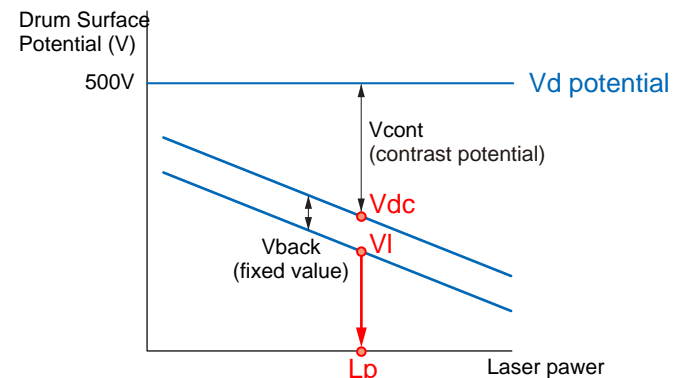 Drum Surface
Potential (V)
500V
Vd potential
Vcont
(contrast potential)
Vdc
Vl
Vback
(fixed value)
Lp
Laser pawer